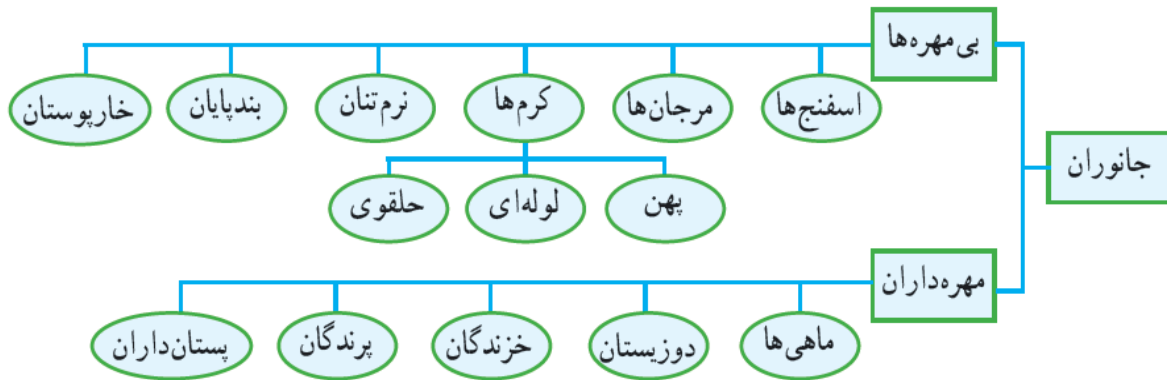 بی‌مهره‌ها
اسفنج‌ها مرجان‌ها کرم‌ها نرم‌تنان بندپایان خارپوستان
جانوران
پهن لوله‌ای حلقوی
مهره‌داران
ماهی‌ها دوزیستان خزندگان پرندگان پستان‌داران